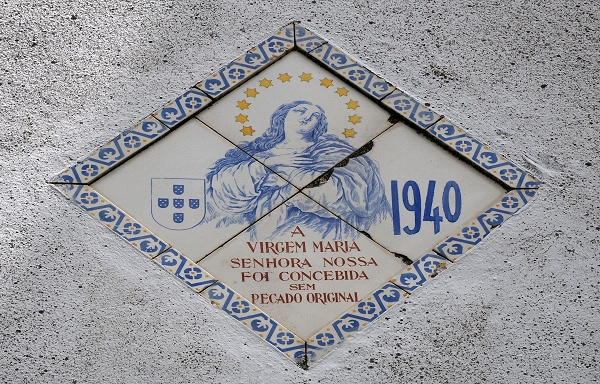 1940
A
VIRGEM MARIA
SENHORA NOSSA
FOI CONCEBIDA
SEM
PECADO ORIGINAL